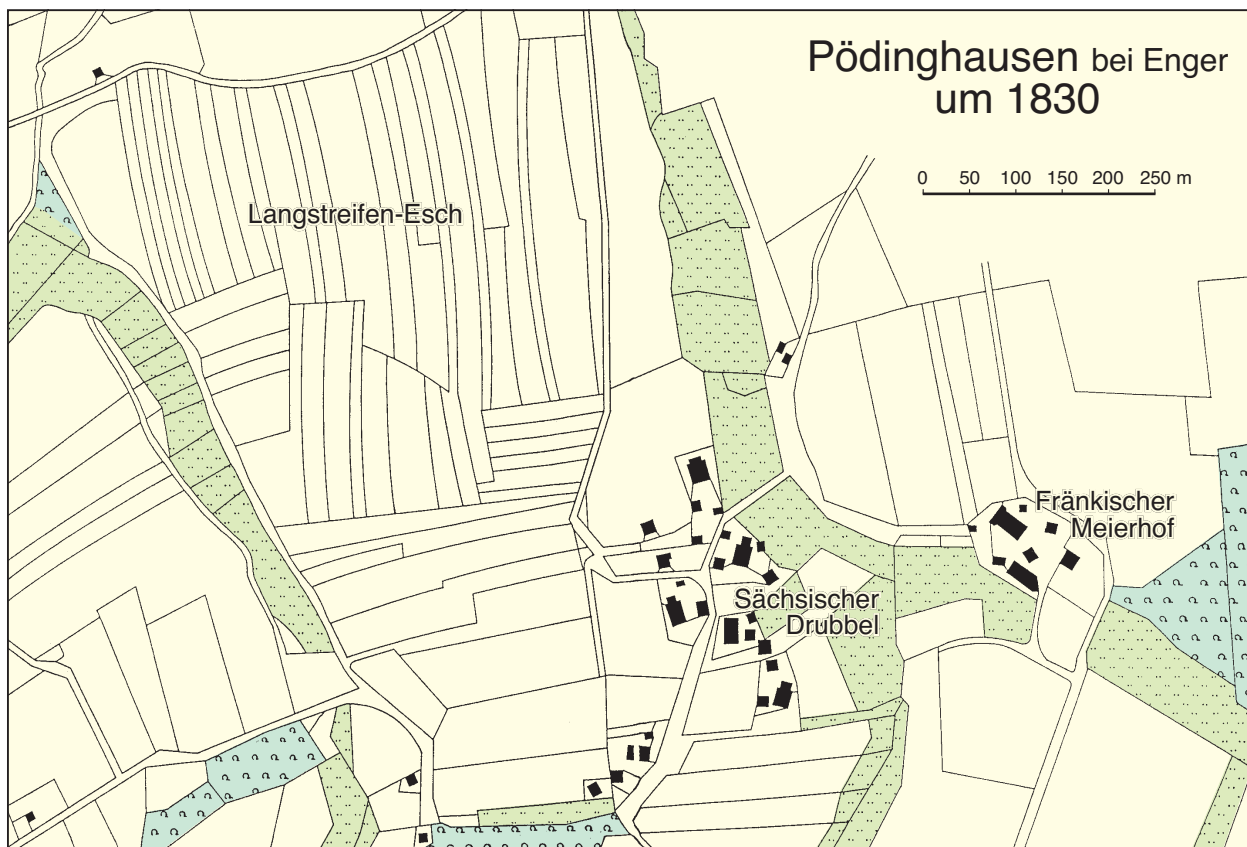 Pödinghausen bei Enger
um 1830
0 50 100 150 200 250 m
Langstreifen-Esch
Fränkischer
Meierhof
Sächsischer
Drubbel